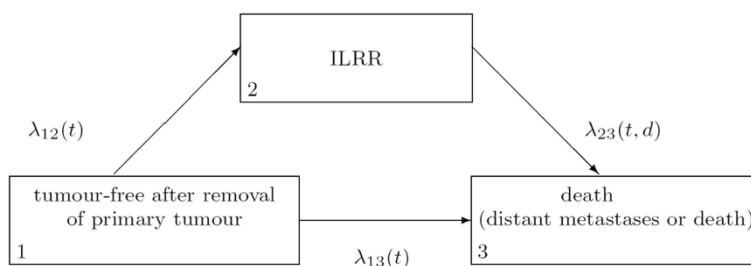 ILRR
2
λ12(t)
λ23(t, d)
tumour-free after removal
of primary tumour
1
death
(distant metastases or death)
3
λ13(t)